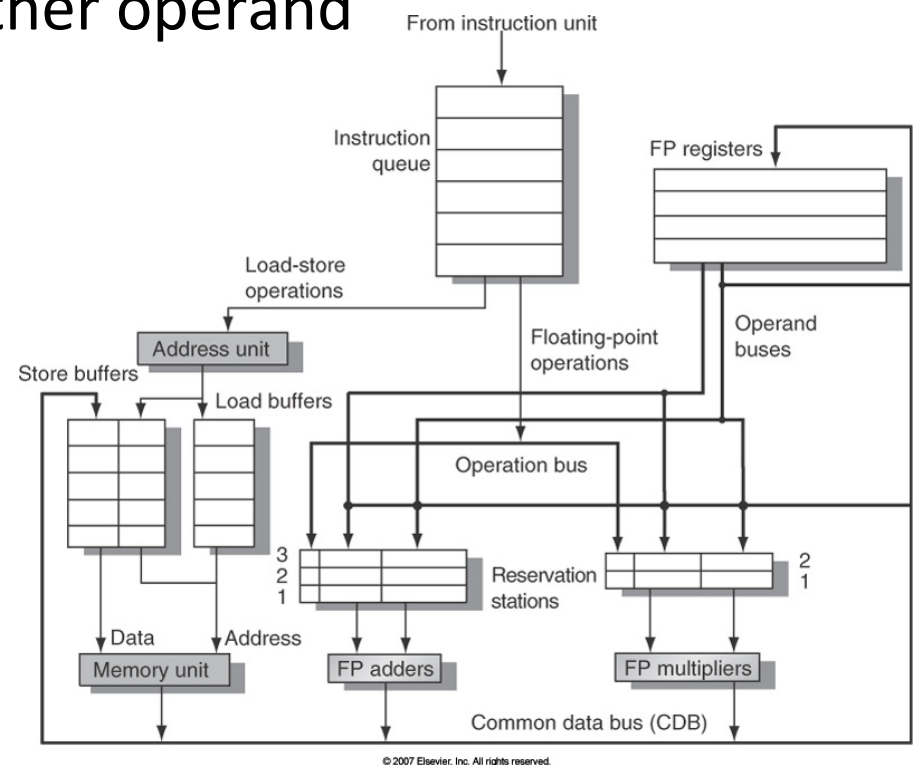 ther operand
From instruction unit
Instruction
queue
FP registers
Load-store
operations
Address unit
Floating-point
operations
Operand
buses
Store buffers
Load buffers
Operation bus
3
2
1
Reservation
stations
2
1
Data
Address
Memory unit
FP adders
FP multipliers
Common data bus (CDB)
© 2007 Elsevier, Inc. All rights reserved.